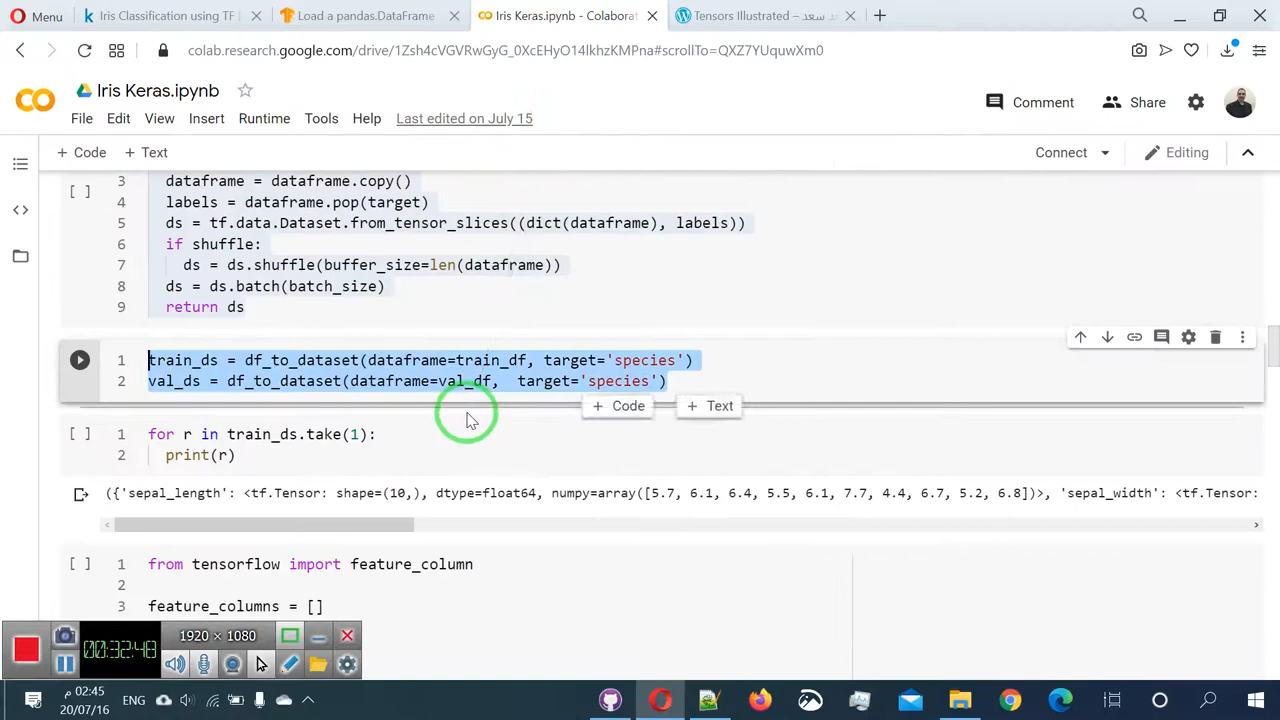 Menu
Iris Classification using TF
Load a pandas.DataFrame
Iris Keras.ipynb - Colaborat
Tensors Illustrated – سعد
colab.research.google.com/drive/1Zsh4cVGVRwGyG_0XcEHyO14lkhzKMPna#scrollTo=QXZ7YUquwXm0
Iris Keras.ipynb
Comment
Share
File
Edit
View
Insert
Runtime
Tools
Help
Last edited on July 15
+ Code
+ Text
Connect
Editing
[ ]
3 dataframe = dataframe.copy()
4 labels = dataframe.pop(target)
5 ds = tf.data.Dataset.from_tensor_slices((dict(dataframe), labels))
6 if shuffle:
7 ds = ds.shuffle(buffer_size=len(dataframe))
8 ds = ds.batch(batch_size)
9 return ds
1 train_ds = df_to_dataset(dataframe=train_df, target='species')
2 val_ds = df_to_dataset(dataframe=val_df, target='species')
+ Code
+ Text
[ ] 1 for r in train_ds.take(1):
2 print(r)
({'sepal_length': <tf.Tensor: shape=(10,), dtype=float64, numpy=array([5.7, 6.1, 6.4, 5.5, 6.1, 7.7, 4.4, 6.7, 5.2, 6.8])>, 'sepal_width': <tf.Tensor:
[ ] 1 from tensorflow import feature_column
2
3 feature_columns = []
1920 × 1080
00:32:48
ENG
02:45 م
20/07/16